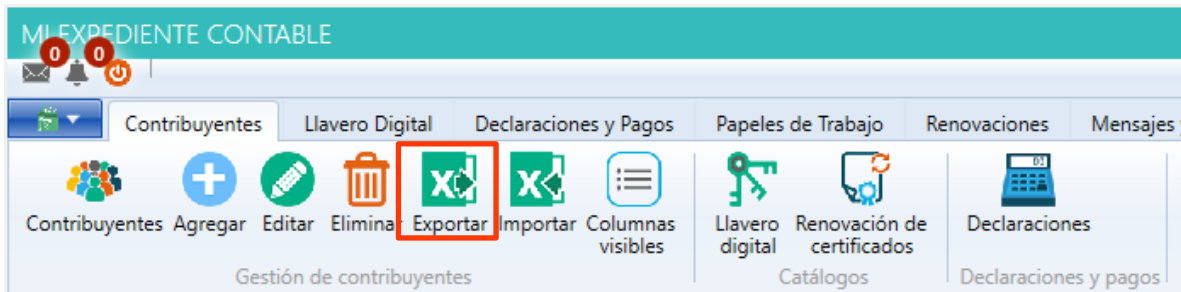 MI EXPEDIENTE CONTABLE
0 0
Contribuyentes Llavero Digital Declaraciones y Pagos Papeles de Trabajo Renovaciones Mensajes y
Contribuyentes Agregar Editar Eliminar Exportar Importar Columnas visibles Llavero digital Renovación de certificados Declaraciones
Gestión de contribuyentes Catálogos Declaraciones y pagos